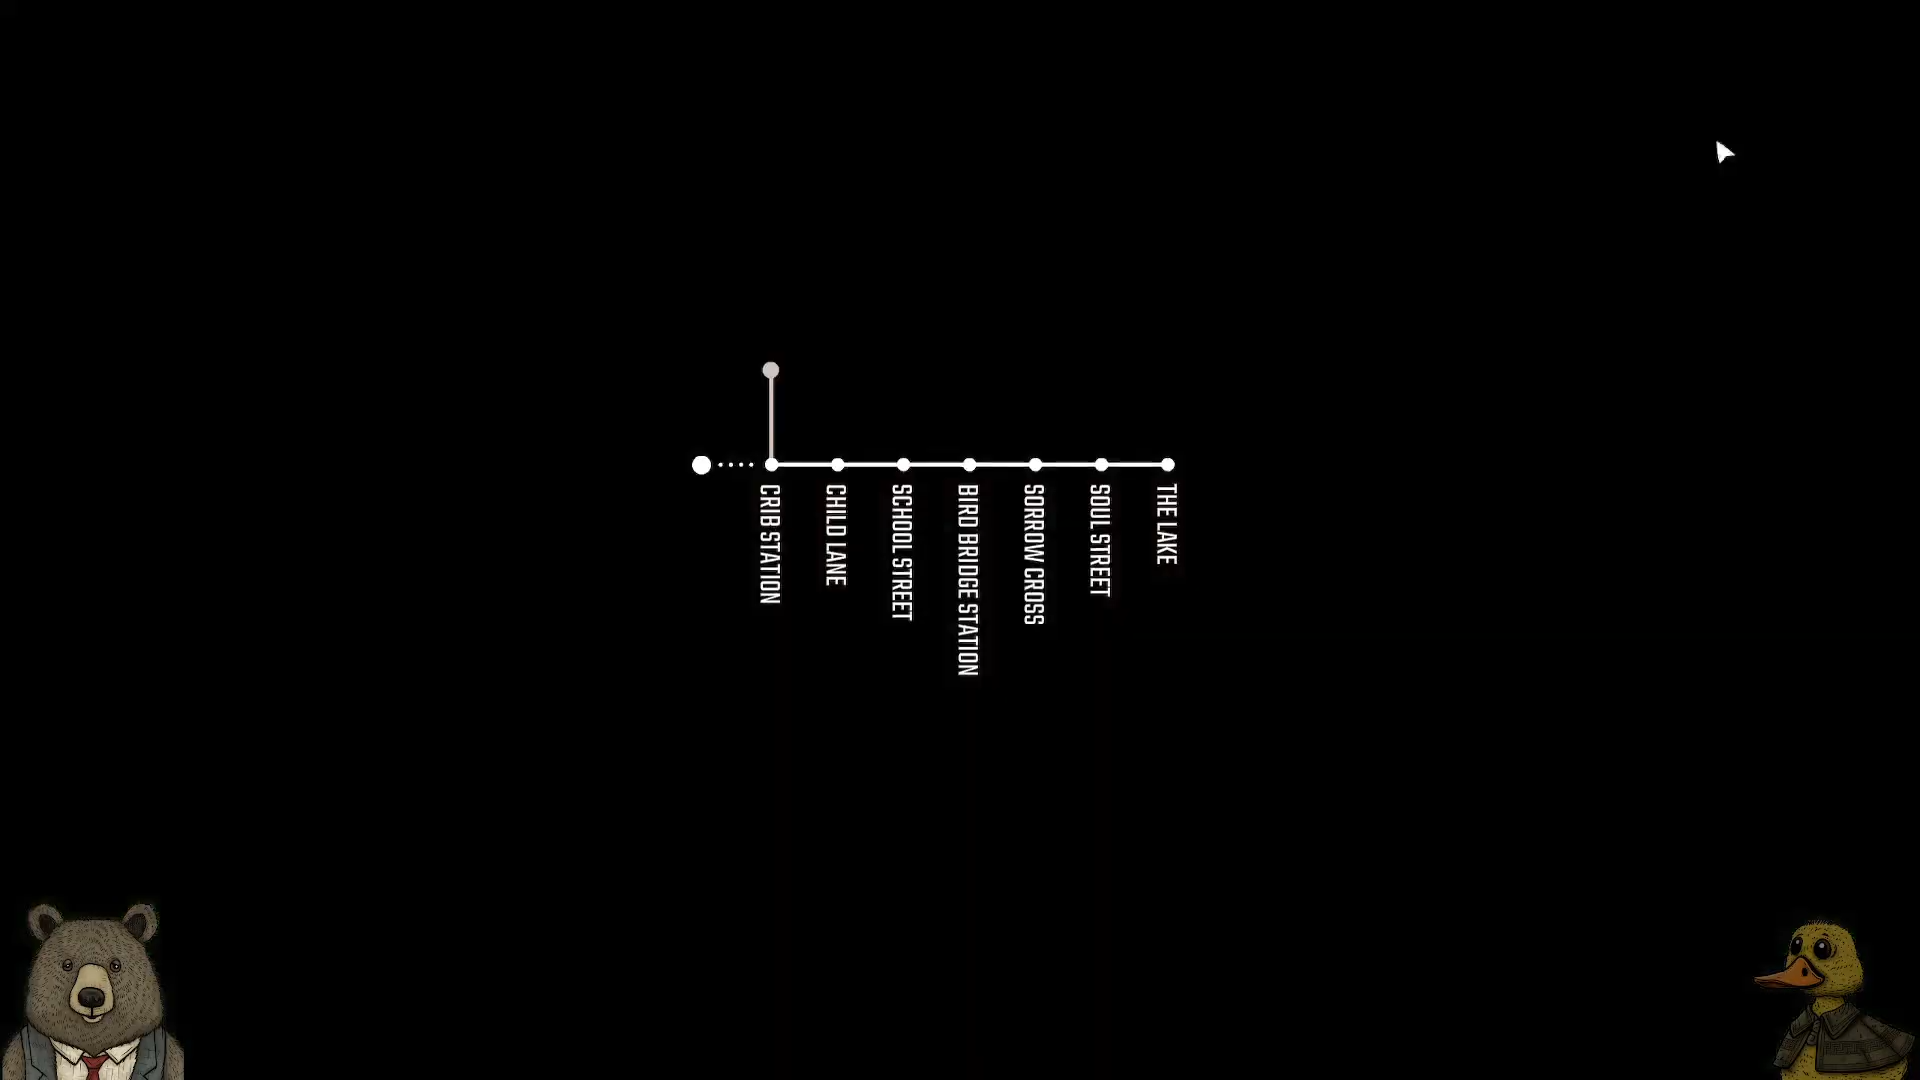 CRIB STATION
CHILD LANE
SCHOOL STREET
BIRD BRIDGE STATION
SORROW CROSS
SOUL STREET
THE LAKE